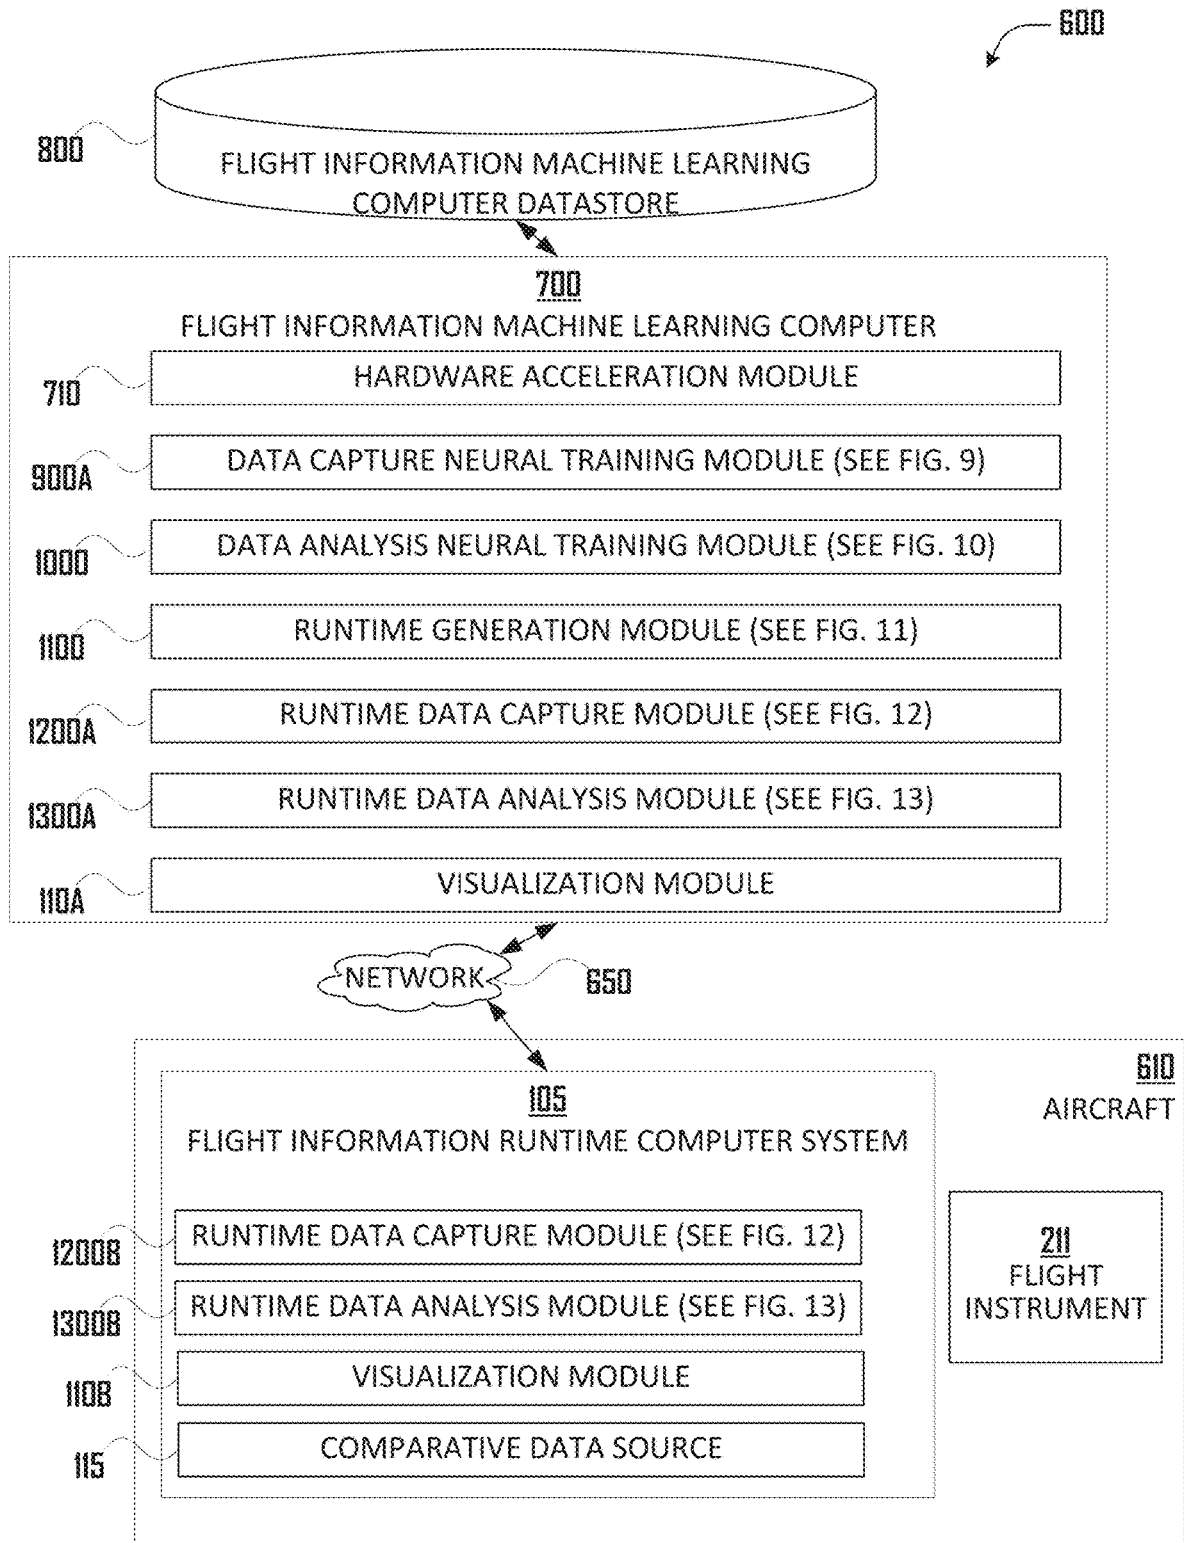 600
800
FLIGHT INFORMATION MACHINE LEARNING
COMPUTER DATASTORE
700
FLIGHT INFORMATION MACHINE LEARNING COMPUTER
710
HARDWARE ACCELERATION MODULE
900A
DATA CAPTURE NEURAL TRAINING MODULE (SEE FIG. 9)
1000
DATA ANALYSIS NEURAL TRAINING MODULE (SEE FIG. 10)
1100
RUNTIME GENERATION MODULE (SEE FIG. 11)
1200A
RUNTIME DATA CAPTURE MODULE (SEE FIG. 12)
1300A
RUNTIME DATA ANALYSIS MODULE (SEE FIG. 13)
110A
VISUALIZATION MODULE
NETWORK
650
610
AIRCRAFT
105
FLIGHT INFORMATION RUNTIME COMPUTER SYSTEM
1200B
RUNTIME DATA CAPTURE MODULE (SEE FIG. 12)
1300B
RUNTIME DATA ANALYSIS MODULE (SEE FIG. 13)
110B
VISUALIZATION MODULE
115
COMPARATIVE DATA SOURCE
211
FLIGHT
INSTRUMENT